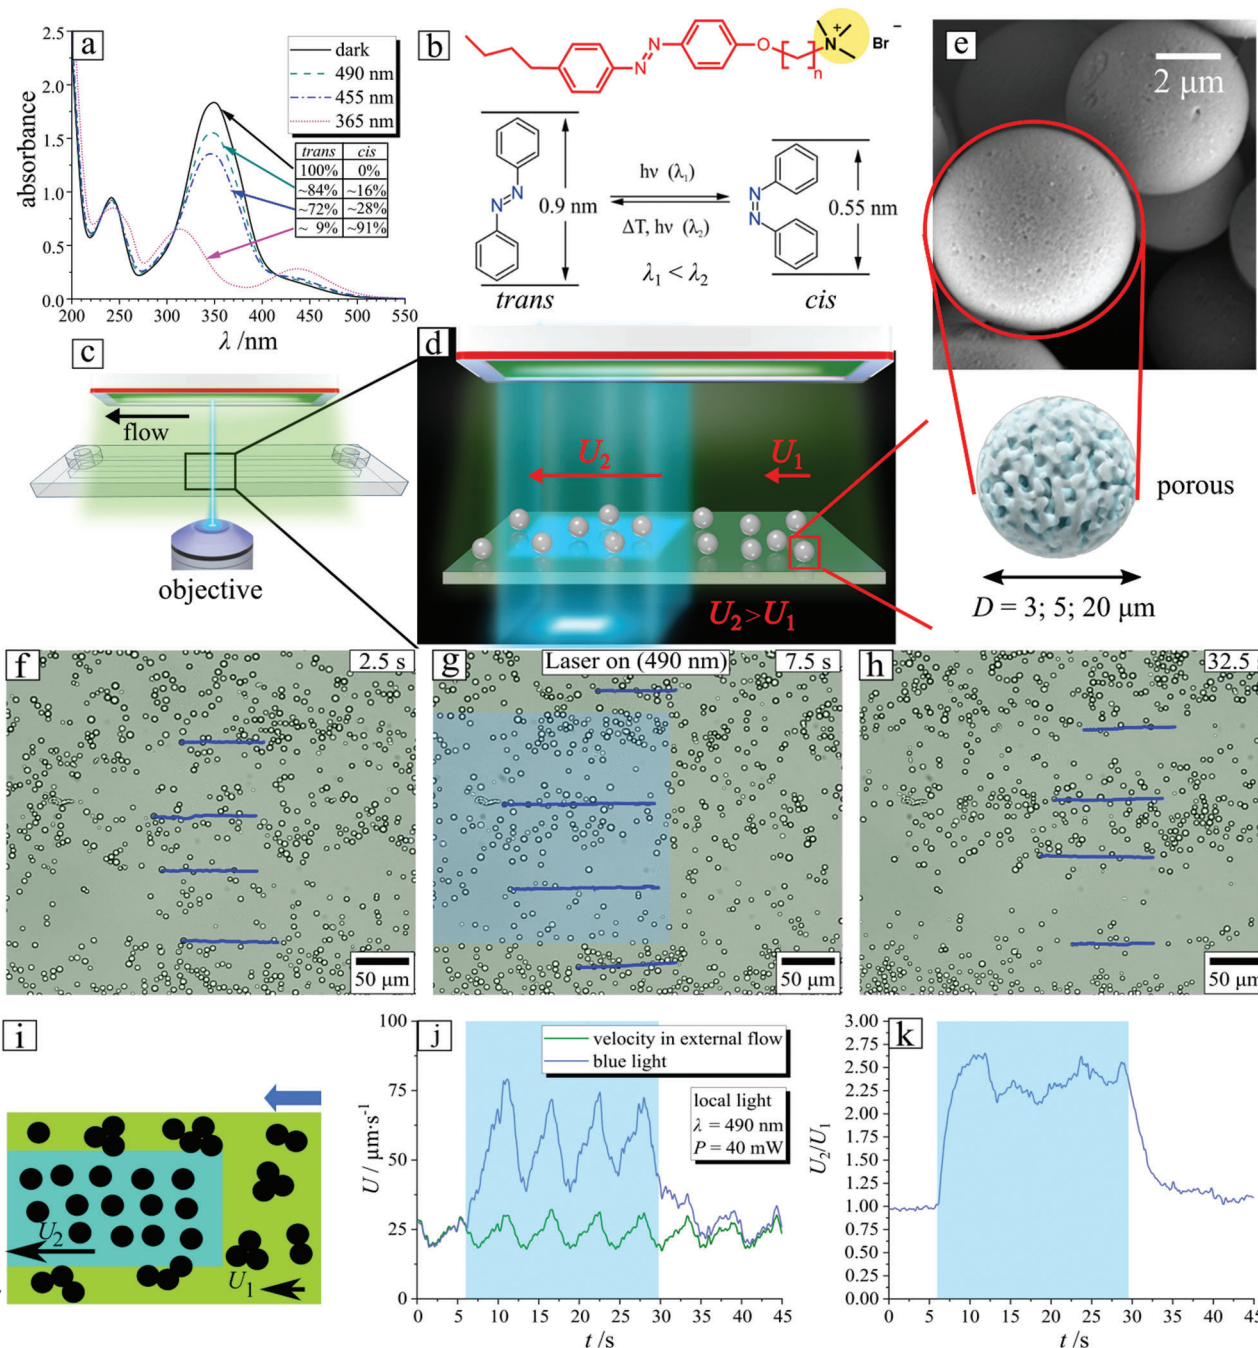 a
2.5
2.0
1.5
1.0
0.5
0.0
absorbance
200 250 300 350 400 450 500 550
λ /nm
dark
490 nm
455 nm
365 nm
trans cis
100% 0%
~84% ~16%
~72% ~28%
~ 9% ~91%
b
N
N
O
n
N
+
Br −
N
N
0.9 nm
trans
hν (λ1)
ΔT, hν (λ2)
λ1 < λ2
N
N
0.55 nm
cis
c
flow
objective
d
U2
U1
U2>U1
e
2 μm
porous
D = 3; 5; 20 μm
f
2.5 s
50 μm
g
Laser on (490 nm)
7.5 s
50 μm
h
32.5 s
50 μm
i
U2
U1
j
100
75
50
25
0
U / μm·s-1
0 5 10 15 20 25 30 35 40 45
t /s
velocity in external flow
blue light
local light
λ = 490 nm
P = 40 mW
k
3.00
2.75
2.50
2.25
2.00
1.75
1.50
1.25
1.00
0.75
0.50
0.25
0.00
U2/U1
0 5 10 15 20 25 30 35 40 45
t /s